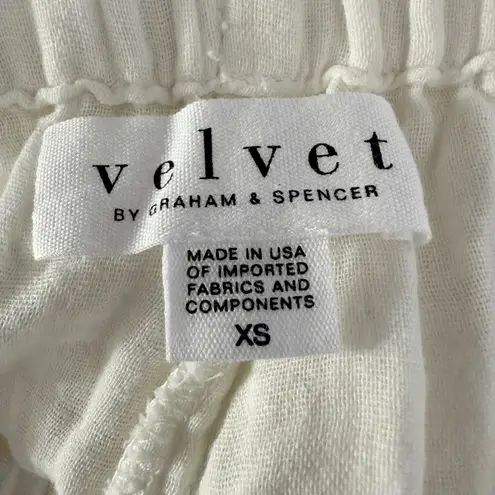 velvet
BY GRAHAM & SPENCER
MADE IN USA
OF IMPORTED
FABRICS AND
COMPONENTS
XS